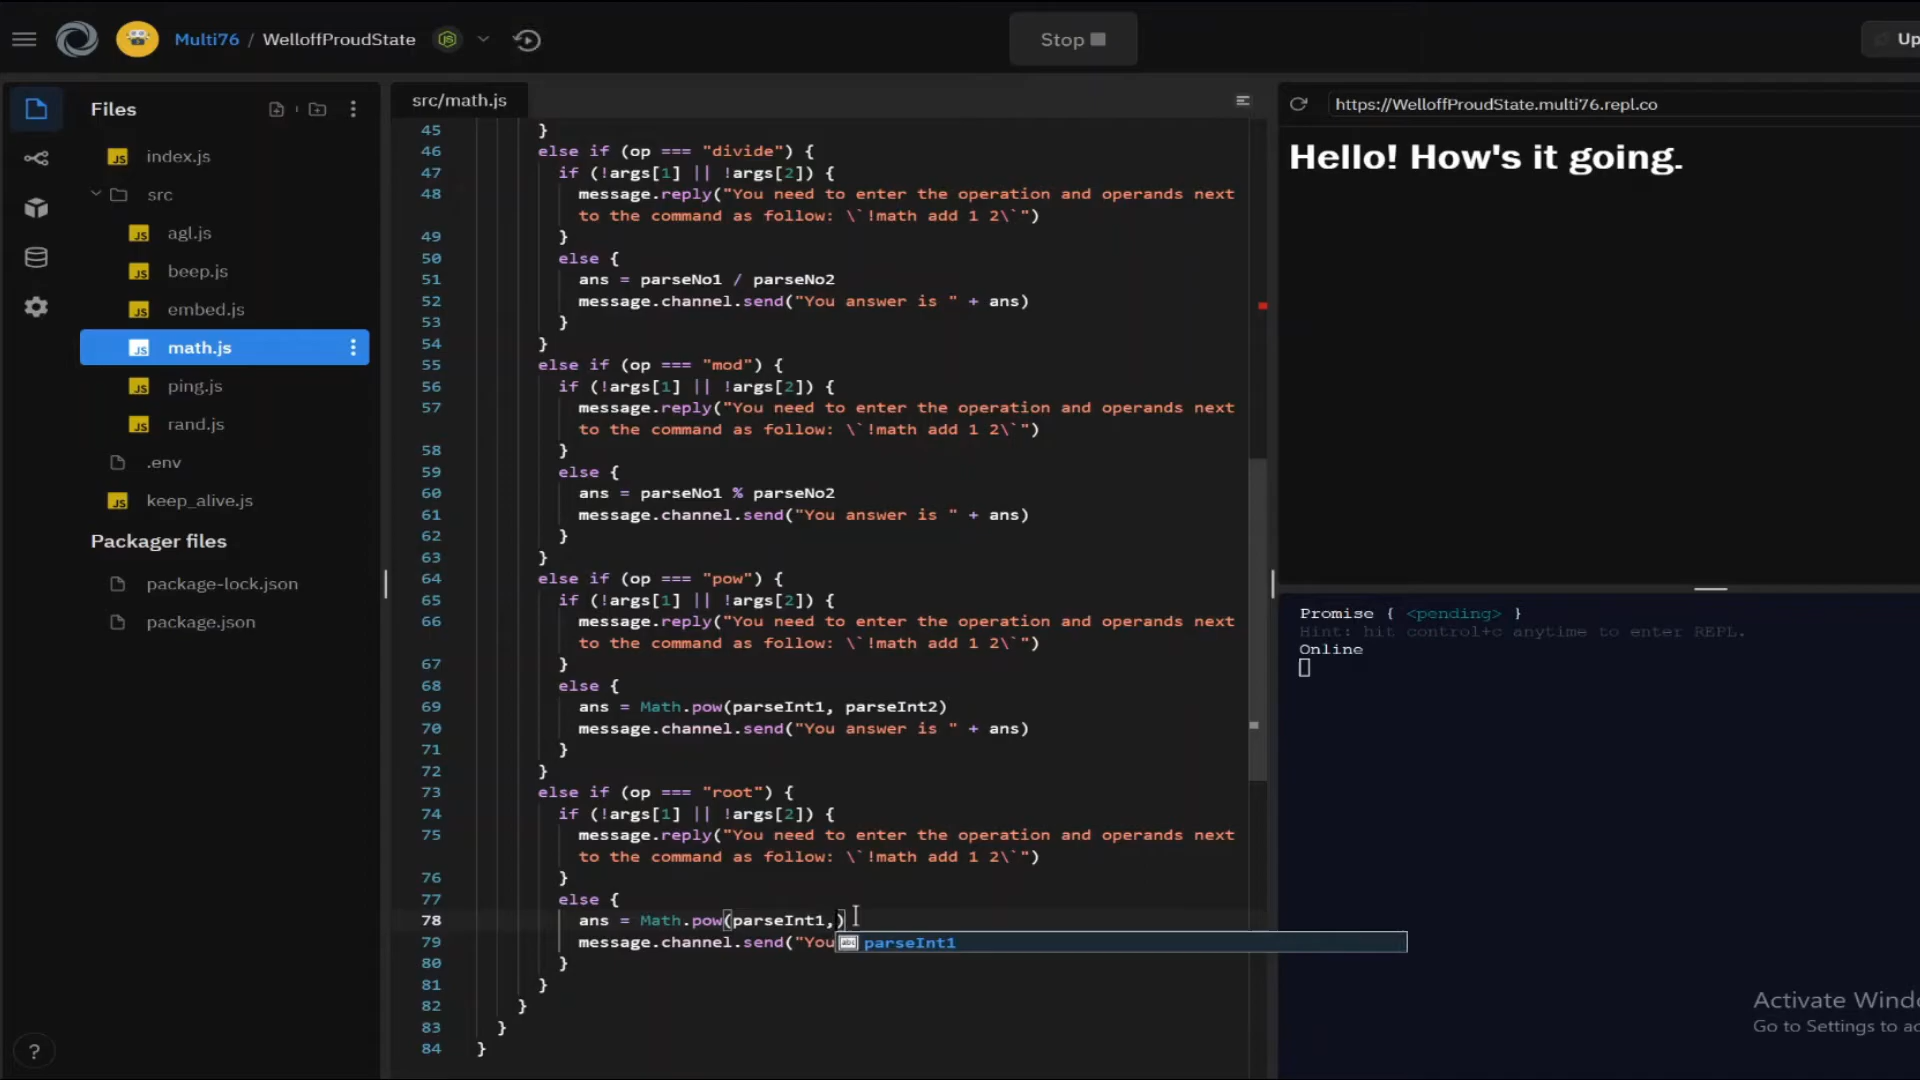 Multi76 / WelloffProudState
Stop
Up
Files
index.js
src
agl.js
beep.js
embed.js
math.js
ping.js
rand.js
.env
keep_alive.js
Packager files
package-lock.json
package.json
?
src/math.js
45 }
46 else if (op === "divide") {
47 if (!args[1] || !args[2]) {
48 message.reply("You need to enter the operation and operands next
to the command as follow: \`!math add 1 2\`")
49 }
50 else {
51 ans = parseNo1 / parseNo2
52 message.channel.send("You answer is " + ans)
53 }
54 }
55 else if (op === "mod") {
56 if (!args[1] || !args[2]) {
57 message.reply("You need to enter the operation and operands next
to the command as follow: \`!math add 1 2\`")
58 }
59 else {
60 ans = parseNo1 % parseNo2
61 message.channel.send("You answer is " + ans)
62 }
63 }
64 else if (op === "pow") {
65 if (!args[1] || !args[2]) {
66 message.reply("You need to enter the operation and operands next
to the command as follow: \`!math add 1 2\`")
67 }
68 else {
69 ans = Math.pow(parseInt1, parseInt2)
70 message.channel.send("You answer is " + ans)
71 }
72 }
73 else if (op === "root") {
74 if (!args[1] || !args[2]) {
75 message.reply("You need to enter the operation and operands next
to the command as follow: \`!math add 1 2\`")
76 }
77 else {
78 ans = Math.pow(parseInt1,)
79 message.channel.send("You
abc parseInt1
80 }
81 }
82 }
83 }
84 }
https://WelloffProudState.multi76.repl.co
Hello! How's it going.
Promise { <pending> }
Hint: hit control+c anytime to enter REPL.
Online
Activate Windo
Go to Settings to ac